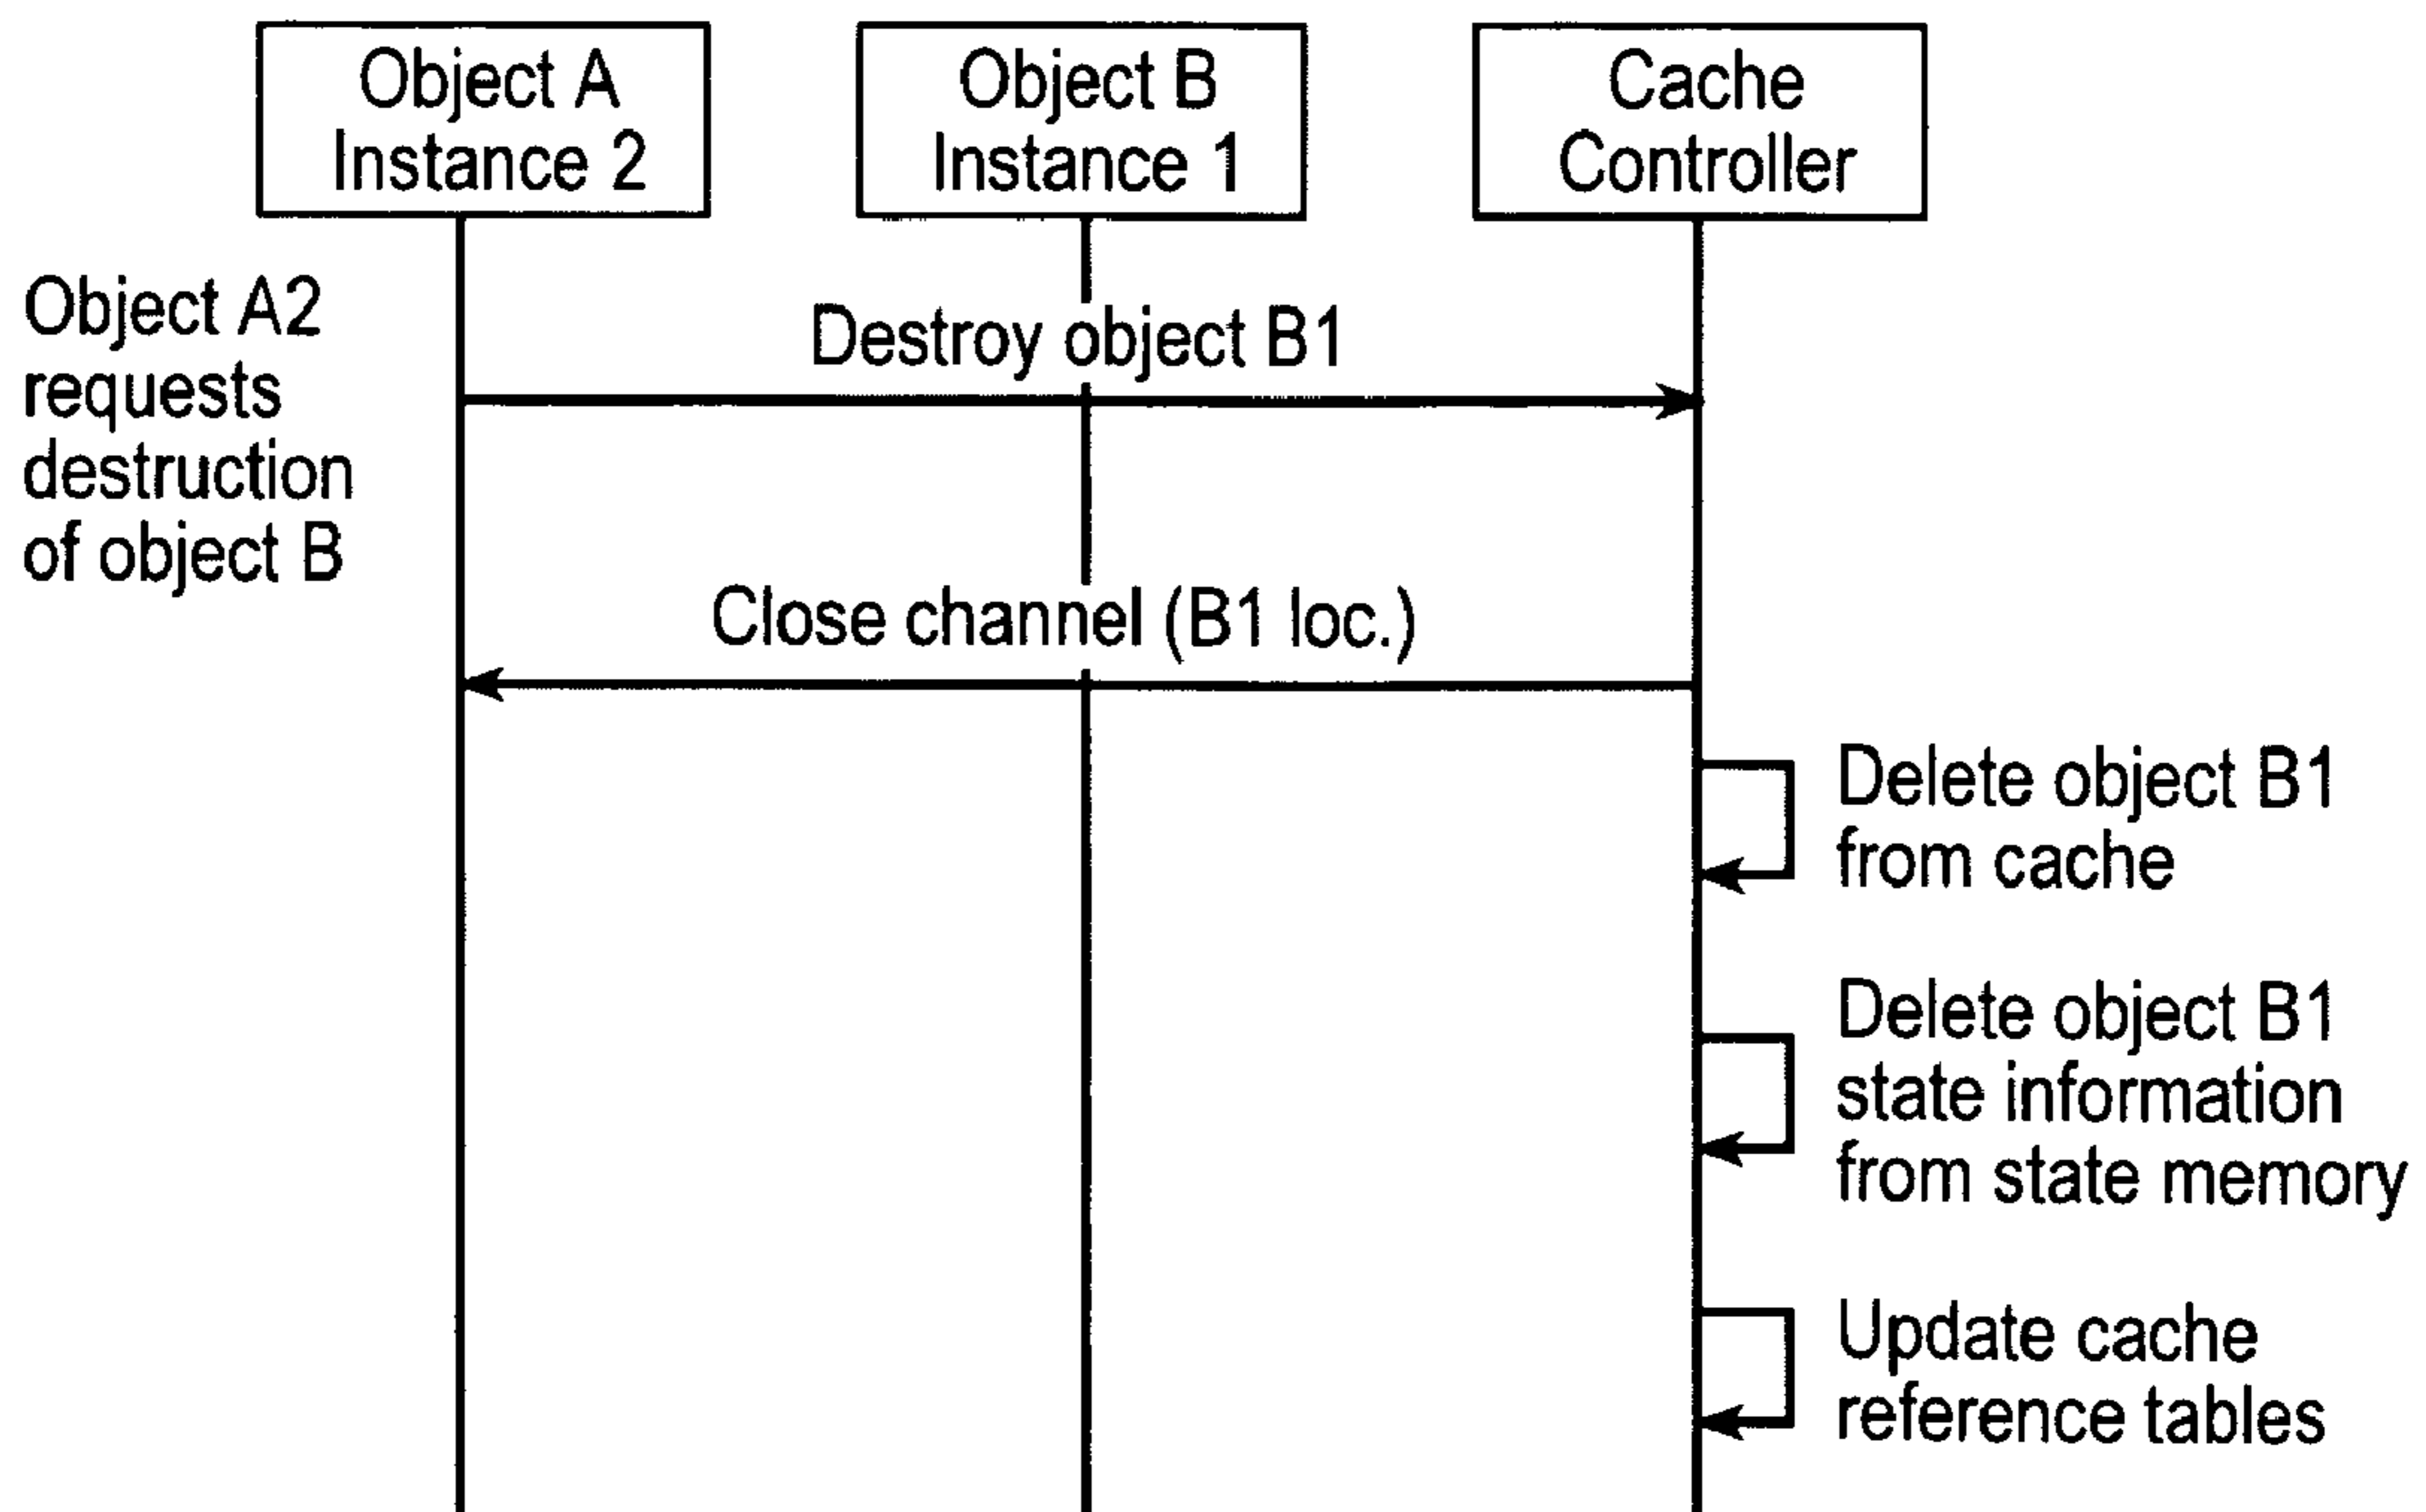 Object A
Instance 2
Object B
Instance 1
Cache
Controller
Object A2
requests
destruction
of object B
Destroy object B1
Close channel (B1 loc.)
Delete object B1
from cache
Delete object B1
state information
from state memory
Update cache
reference tables